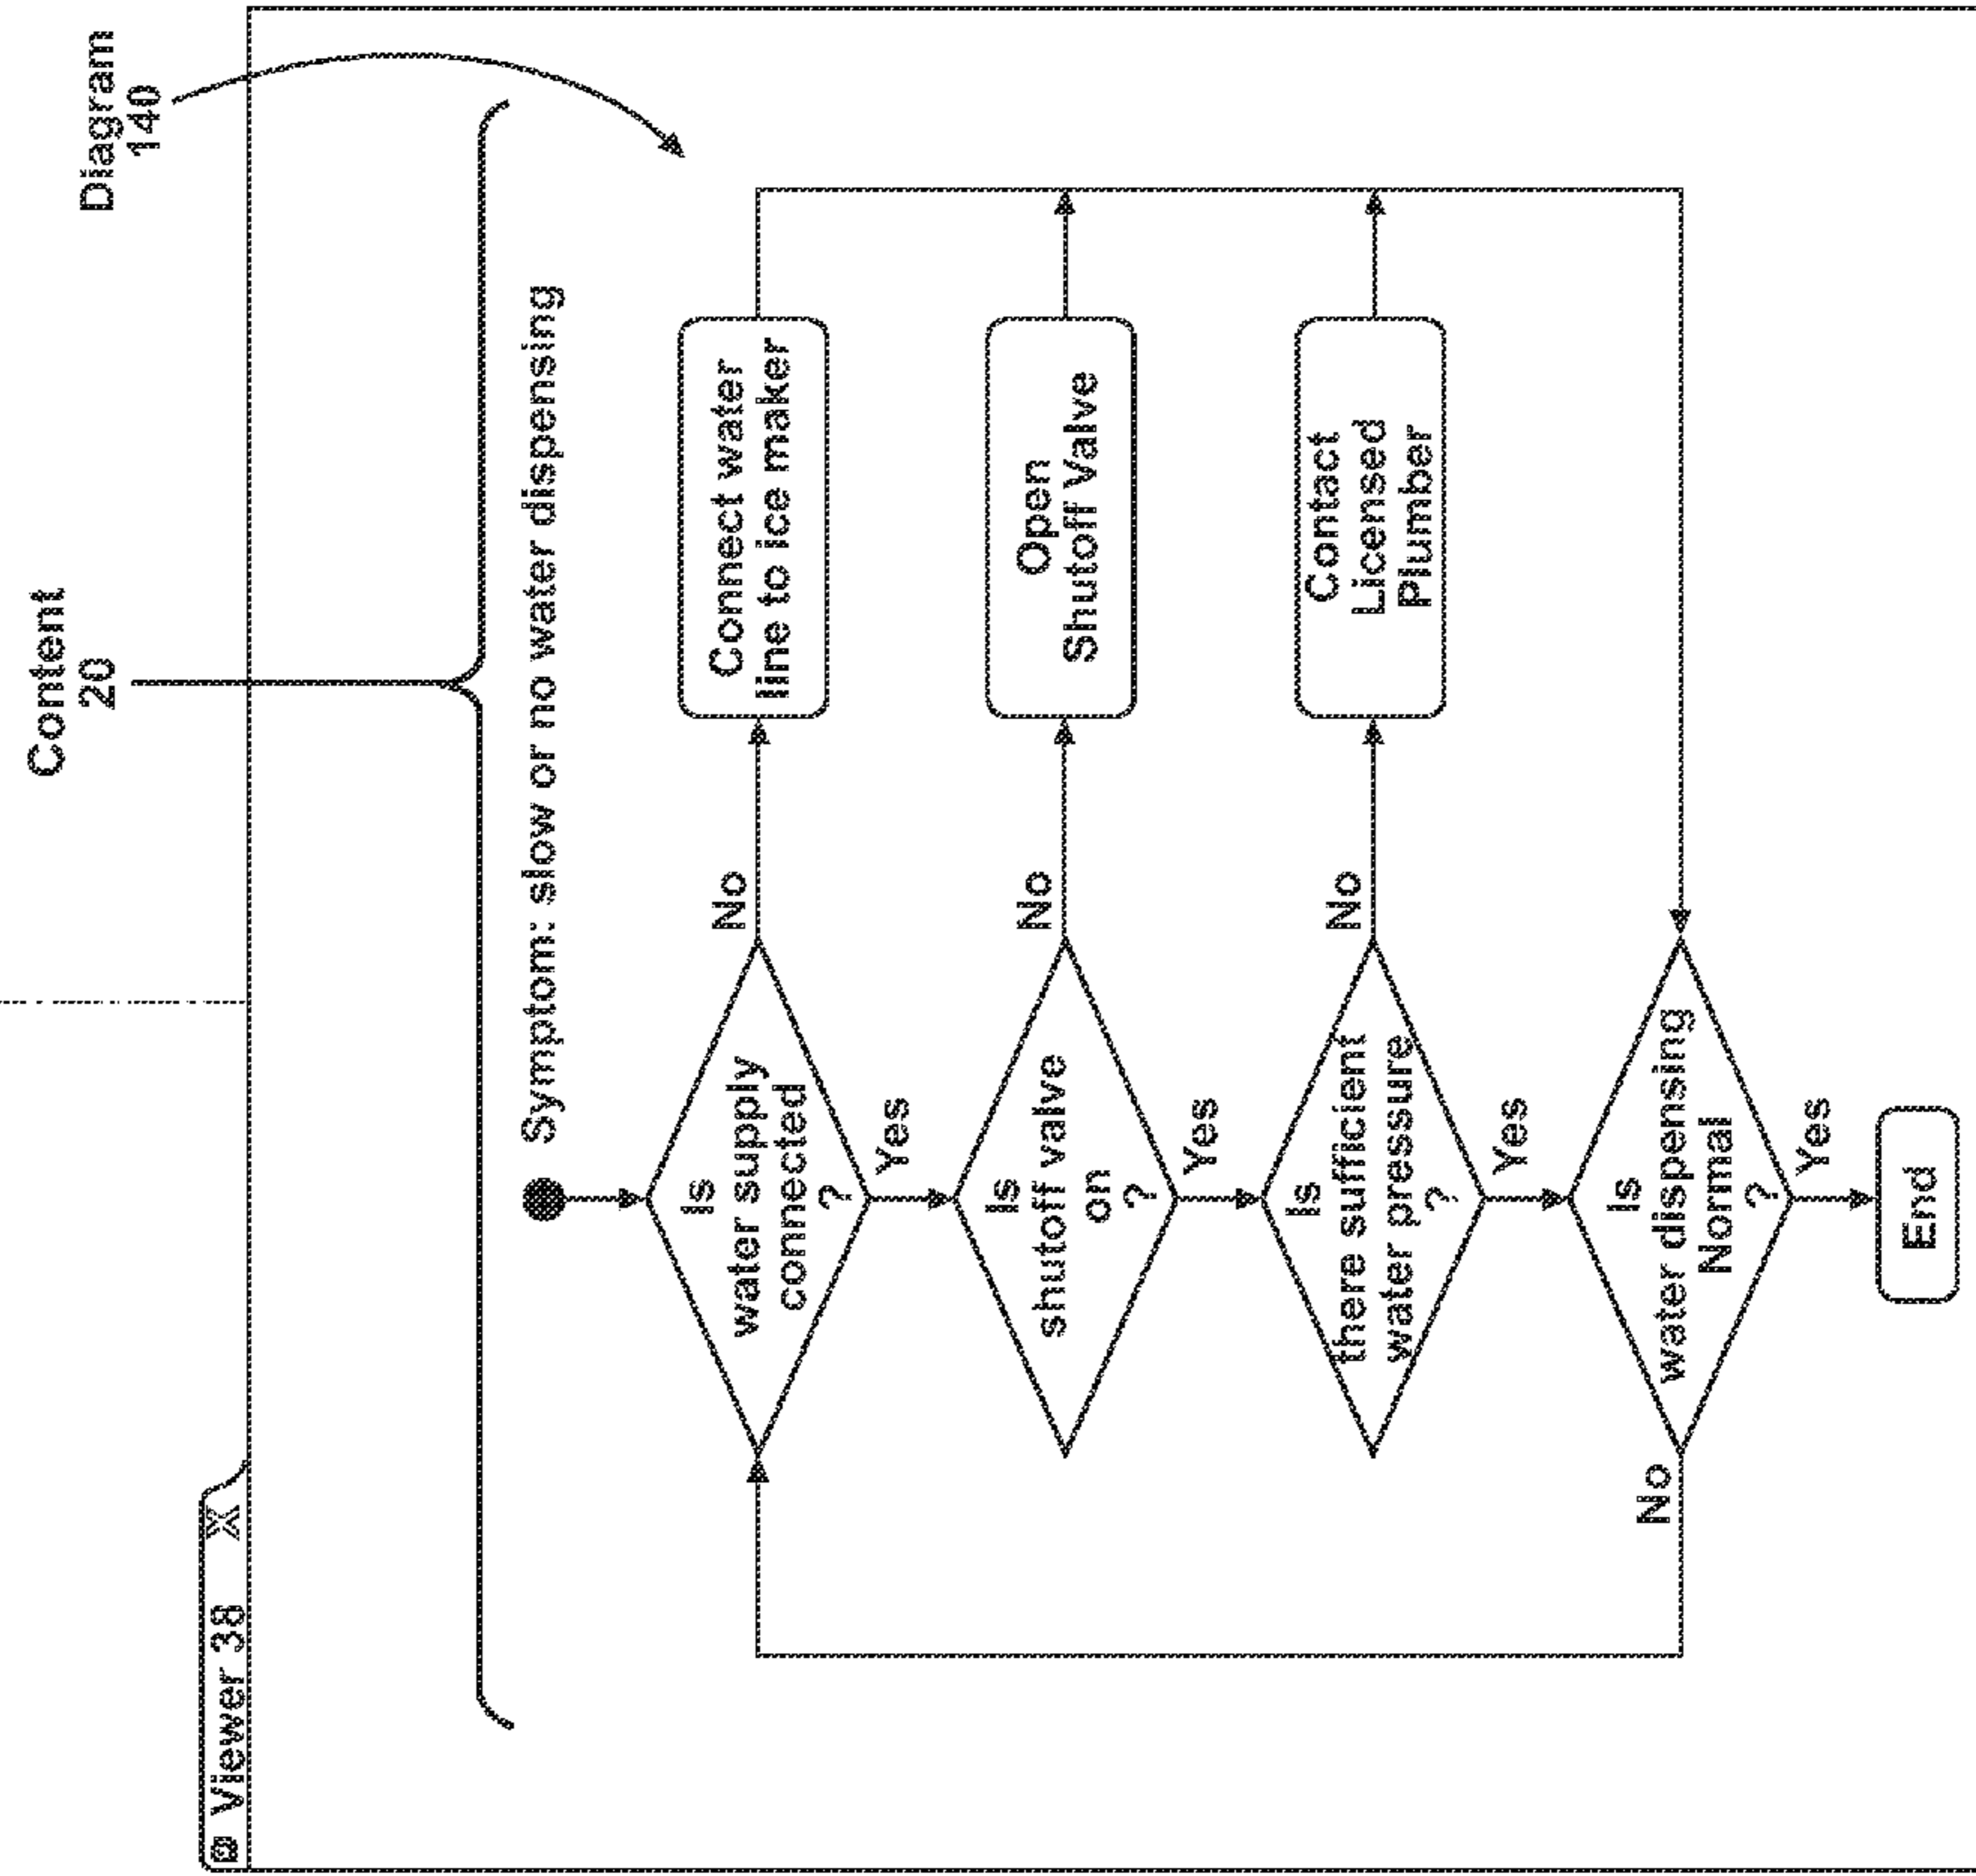 Content
20
Diagram
140
Viewer 38 X
Symptom: slow or no water dispensing
Is
water supply
connected
?
No
Connect water
line to ice maker
Yes
Is
shutoff valve
on
?
No
Open
Shutoff Valve
Yes
Is
there sufficient
water pressure
?
No
Contact
Licensed
Plumber
Yes
Is
water dispensing
Normal
?
No
Yes
End